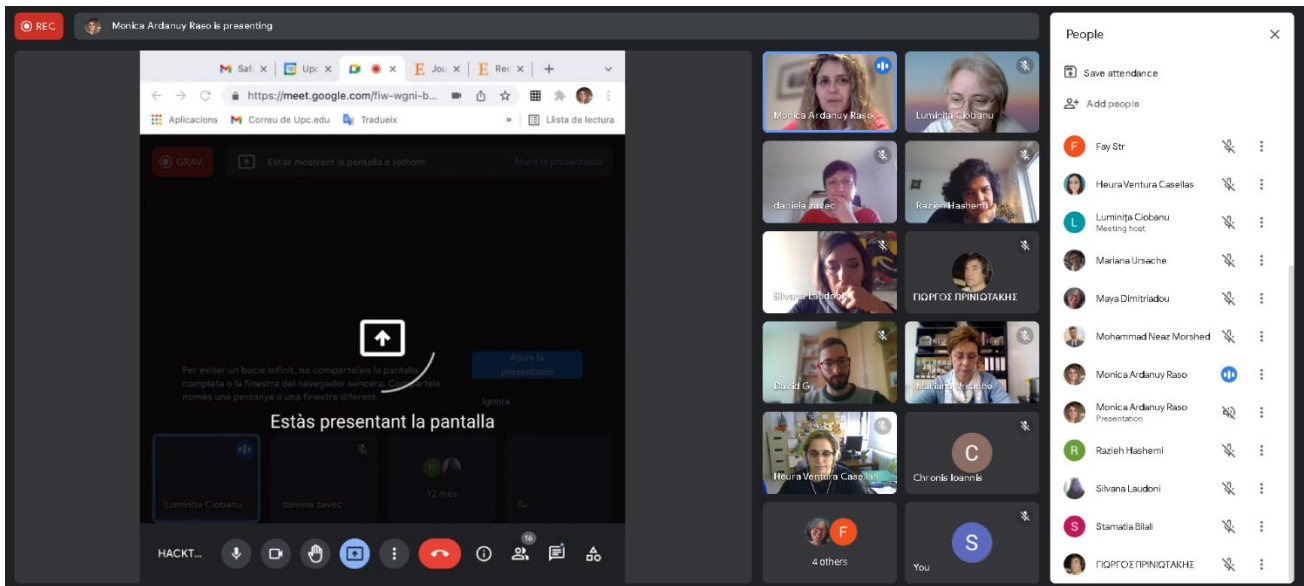 REC
Monica Ardanuy Raso is presenting
Safi
Upc
Jou
Rec
https://meet.google.com/fiw-wgni-b...
Aplicacions
Correu de Upc.edu
Tradueix
»
Llista de lectura
GRAV.
Estàs mostrant la pantalla a tothom
Atura la presentació
Per evitar un bucle infinit, no comparteixis la pantalla
completa o la finestra del navegador sencera. Comparteix
només una pestanya o una finestra diferent.
Atura la
presentació
Ignora
Estàs presentant la pantalla
Luminița Ciobanu
daniela zavec
R
12 més
Tu
HACKT...
16
Monica Ardanuy Raso
Luminița Ciobanu
daniela zavec
Razieh Hashemi
Silvana Laudoni
ΓΙΩΡΓΟΣ ΠΡΙΝΙΩΤΑΚΗΣ
David G
Mariana Ursache
Heura Ventura Casellas
C
Chronis Ioannis
F
4 others
S
You
People
Save attendance
Add people
F
Fay Str
Heura Ventura Casellas
L
Luminița Ciobanu
Meeting host
Mariana Ursache
Maya Dimitriadou
Mohammad Neaz Morshed
Monica Ardanuy Raso
Monica Ardanuy Raso
Presentation
R
Razieh Hashemi
Silvana Laudoni
S
Stamatia Bilali
ΓΙΩΡΓΟΣ ΠΡΙΝΙΩΤΑΚΗΣ